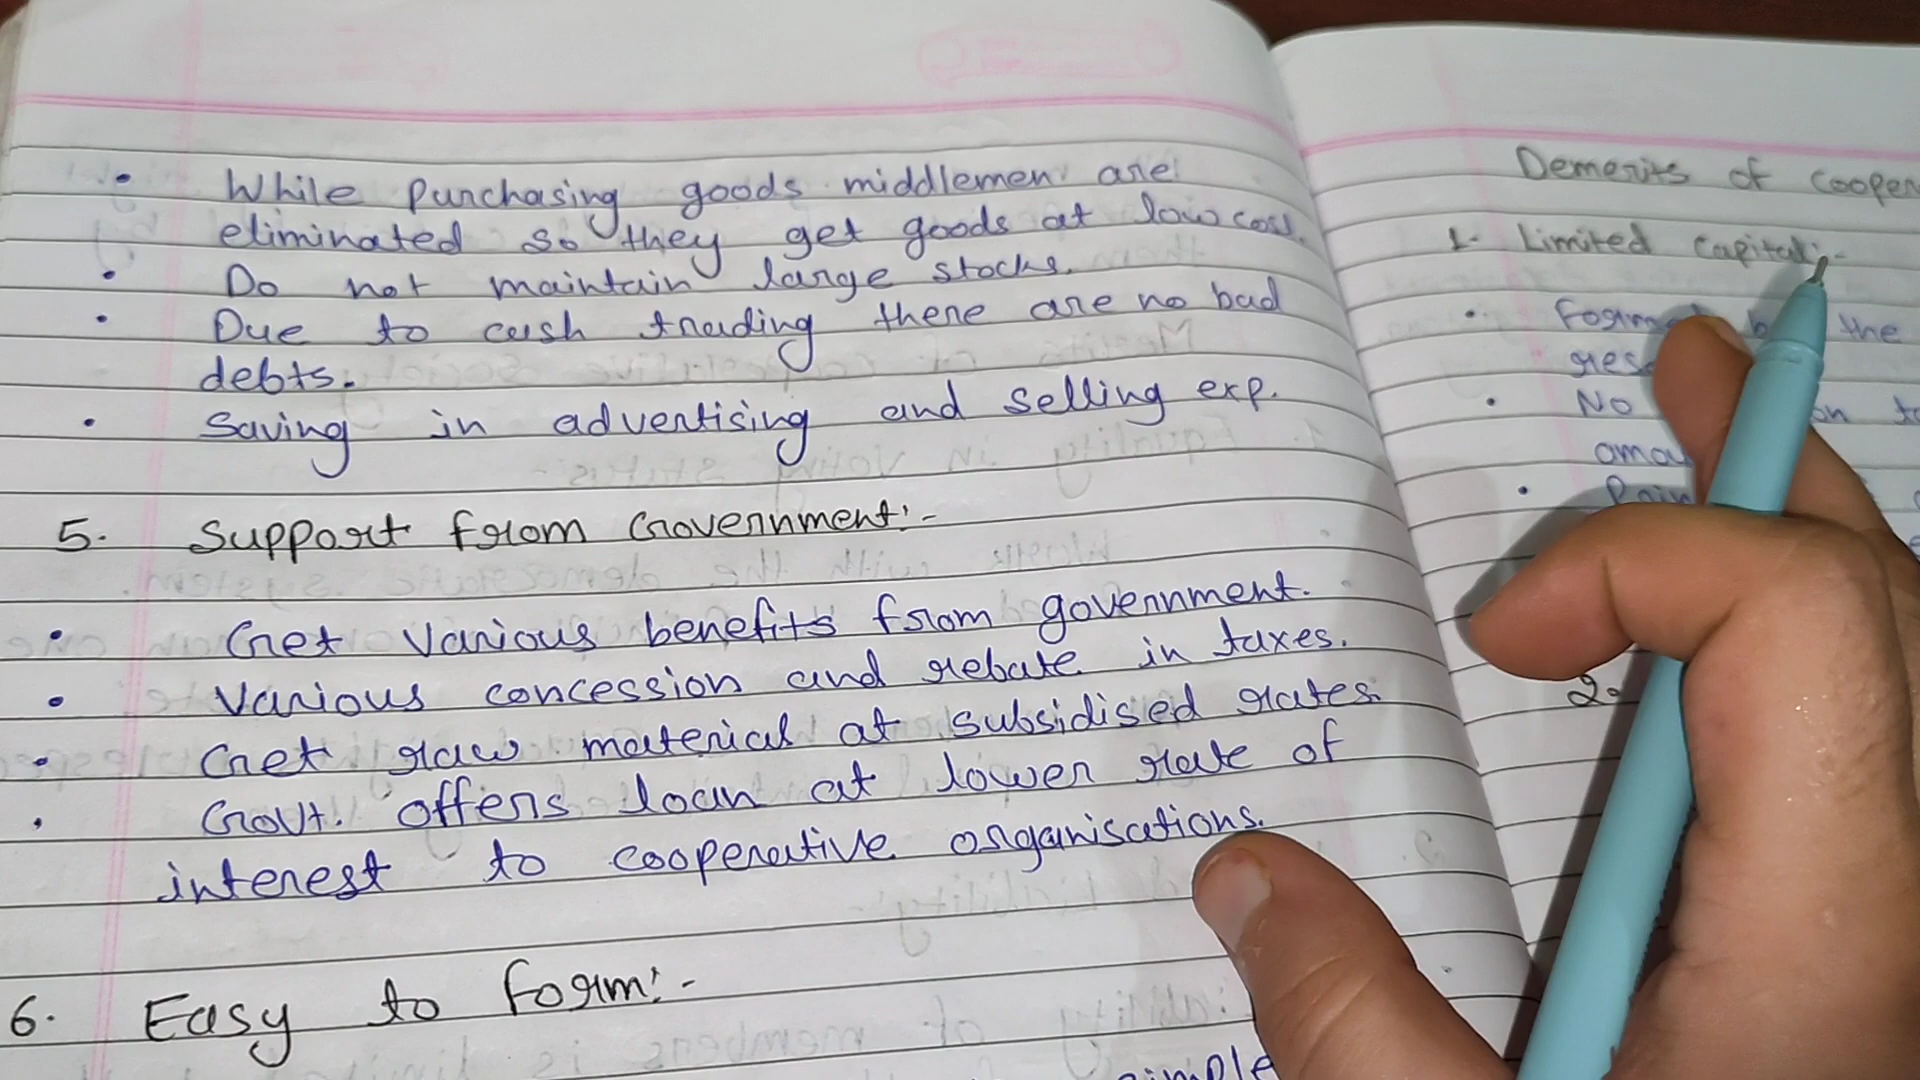 • While Purchasing goods middlemen are
eliminated so they get goods at low cost.
• Do not maintain large stocks.
• Due to cash trading there are no bad
debts.
• Saving in advertising and selling exp.
5. Support from Government:-
• Get Various benefits from government.
• Various concession and rebate in taxes.
• Get raw material at subsidised rates.
• Govt. offers loan at lower rate of
interest to cooperative organisations.
6. Easy to form:-
simple
Demerits of Cooper
1. Limited Capital:-
• the
• No
•
2.